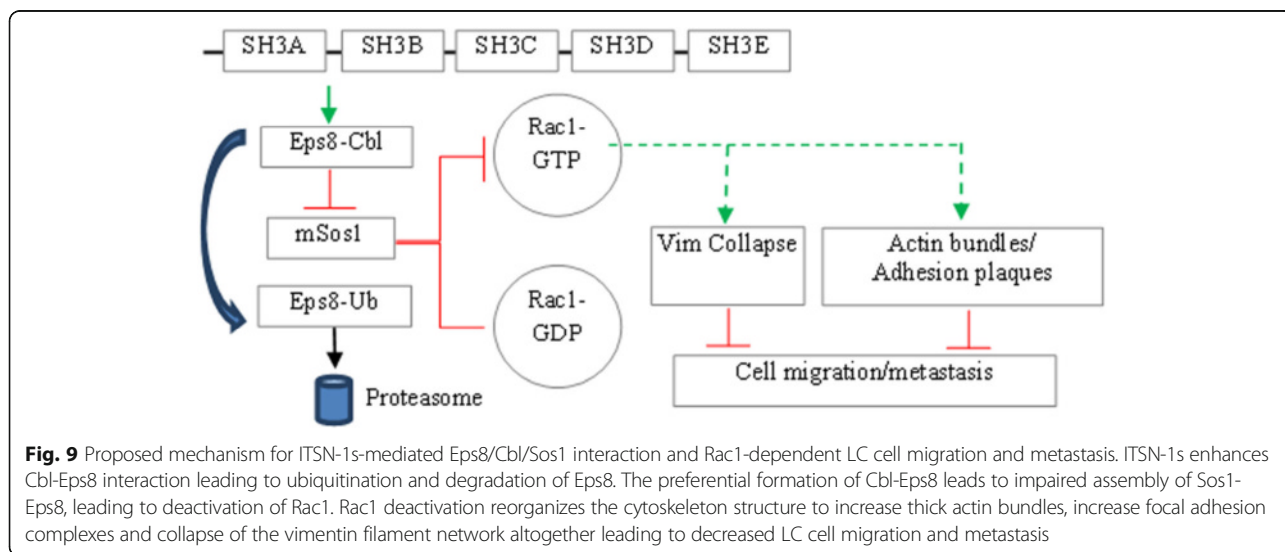 SH3A SH3B SH3C SH3D SH3E
Eps8-Cbl
mSos1
Eps8-Ub
Proteasome
Rac1-
GTP
Rac1-
GDP
Vim Collapse
Actin bundles/
Adhesion plaques
Cell migration/metastasis
Fig. 9 Proposed mechanism for ITSN-1s-mediated Eps8/Cbl/Sos1 interaction and Rac1-dependent LC cell migration and metastasis. ITSN-1s enhances
Cbl-Eps8 interaction leading to ubiquitination and degradation of Eps8. The preferential formation of Cbl-Eps8 leads to impaired assembly of Sos1-
Eps8, leading to deactivation of Rac1. Rac1 deactivation reorganizes the cytoskeleton structure to increase thick actin bundles, increase focal adhesion
complexes and collapse of the vimentin filament network altogether leading to decreased LC cell migration and metastasis